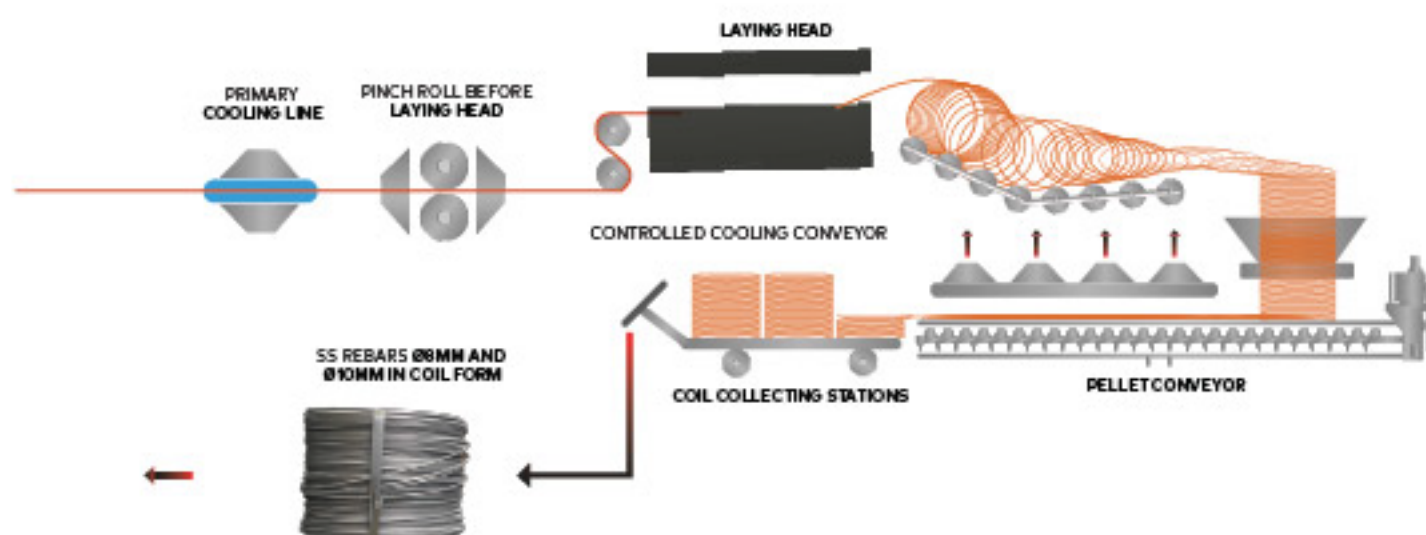 LAYING HEAD
PRIMARY
COOLING LINE
PINCH ROLL BEFORE
LAYING HEAD
CONTROLLED COOLING CONVEYOR
SS REBARS Ø8MM AND
Ø10MM IN COIL FORM
COIL COLLECTING STATIONS
PELLET CONVEYOR